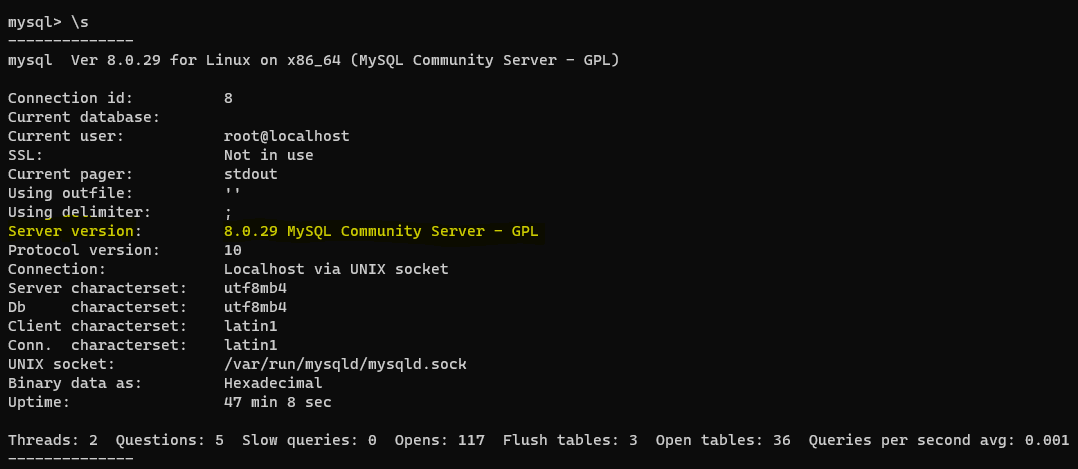 mysql> \s
--------------
mysql  Ver 8.0.29 for Linux on x86_64 (MySQL Community Server - GPL)

Connection id:          8
Current database:
Current user:           root@localhost
SSL:                    Not in use
Current pager:          stdout
Using outfile:          ''
Using delimiter:        ;
Server version:         8.0.29 MySQL Community Server - GPL
Protocol version:       10
Connection:             Localhost via UNIX socket
Server characterset:    utf8mb4
Db     characterset:    utf8mb4
Client characterset:    latin1
Conn.  characterset:    latin1
UNIX socket:            /var/run/mysqld/mysqld.sock
Binary data as:         Hexadecimal
Uptime:                 47 min 8 sec

Threads: 2  Questions: 5  Slow queries: 0  Opens: 117  Flush tables: 3  Open tables: 36  Queries per second avg: 0.001
--------------